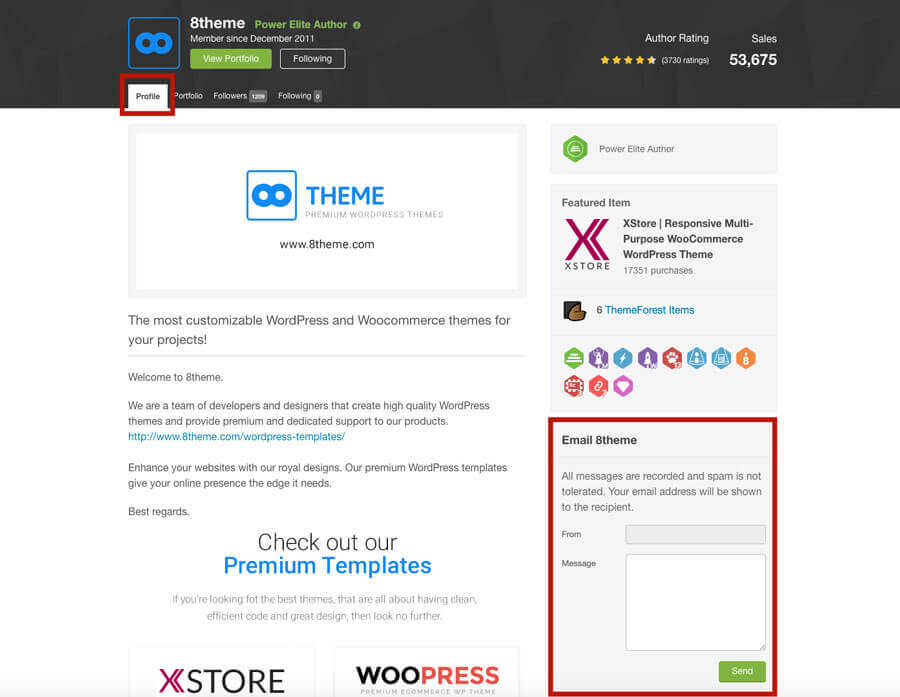 8theme Power Elite Author
Member since December 2011
View Portfolio Following
Author Rating Sales
(3730 ratings) 53,675
Profile Portfolio Followers 1209 Following 0
THEME
PREMIUM WORDPRESS THEMES
www.8theme.com
The most customizable WordPress and Woocommerce themes for
your projects!
Welcome to 8theme.
We are a team of developers and designers that create high quality WordPress
themes and provide premium and dedicated support to our products.
http://www.8theme.com/wordpress-templates/
Enhance your websites with our royal designs. Our premium WordPress templates
give your online presence the edge it needs.
Best regards.
Check out our
Premium Templates
if you're looking fot the best themes, that are all about having clean,
efficient code and great design, then look no further.
XSTORE
WOOPRESS
PREMIUM ECOMMERCE WP THEME
Power Elite Author
Featured Item
XSTORE
XStore | Responsive Multi-
Purpose WooCommerce
WordPress Theme
17351 purchases
6 ThemeForest Items
Email 8theme
All messages are recorded and spam is not
tolerated. Your email address will be shown
to the recipient.
From
Message
Send